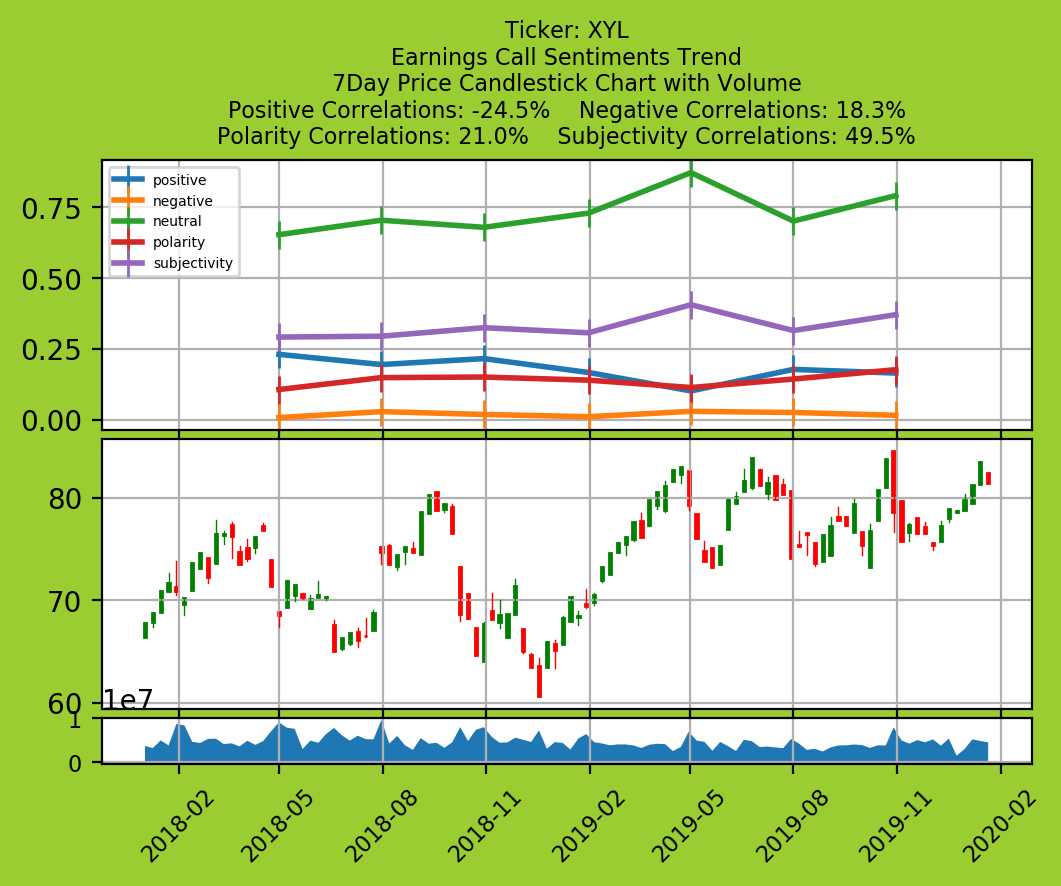 Ticker: XYL
Earnings Call Sentiments Trend
7Day Price Candlestick Chart with Volume
Positive Correlations: -24.5%    Negative Correlations: 18.3%
Polarity Correlations: 21.0%    Subjectivity Correlations: 49.5%
positive
negative
neutral
polarity
subjectivity
0.75
0.50
0.25
0.00
80
70
60
1e7
1
0
2018-02
2018-05
2018-08
2018-11
2019-02
2019-05
2019-08
2019-11
2020-02